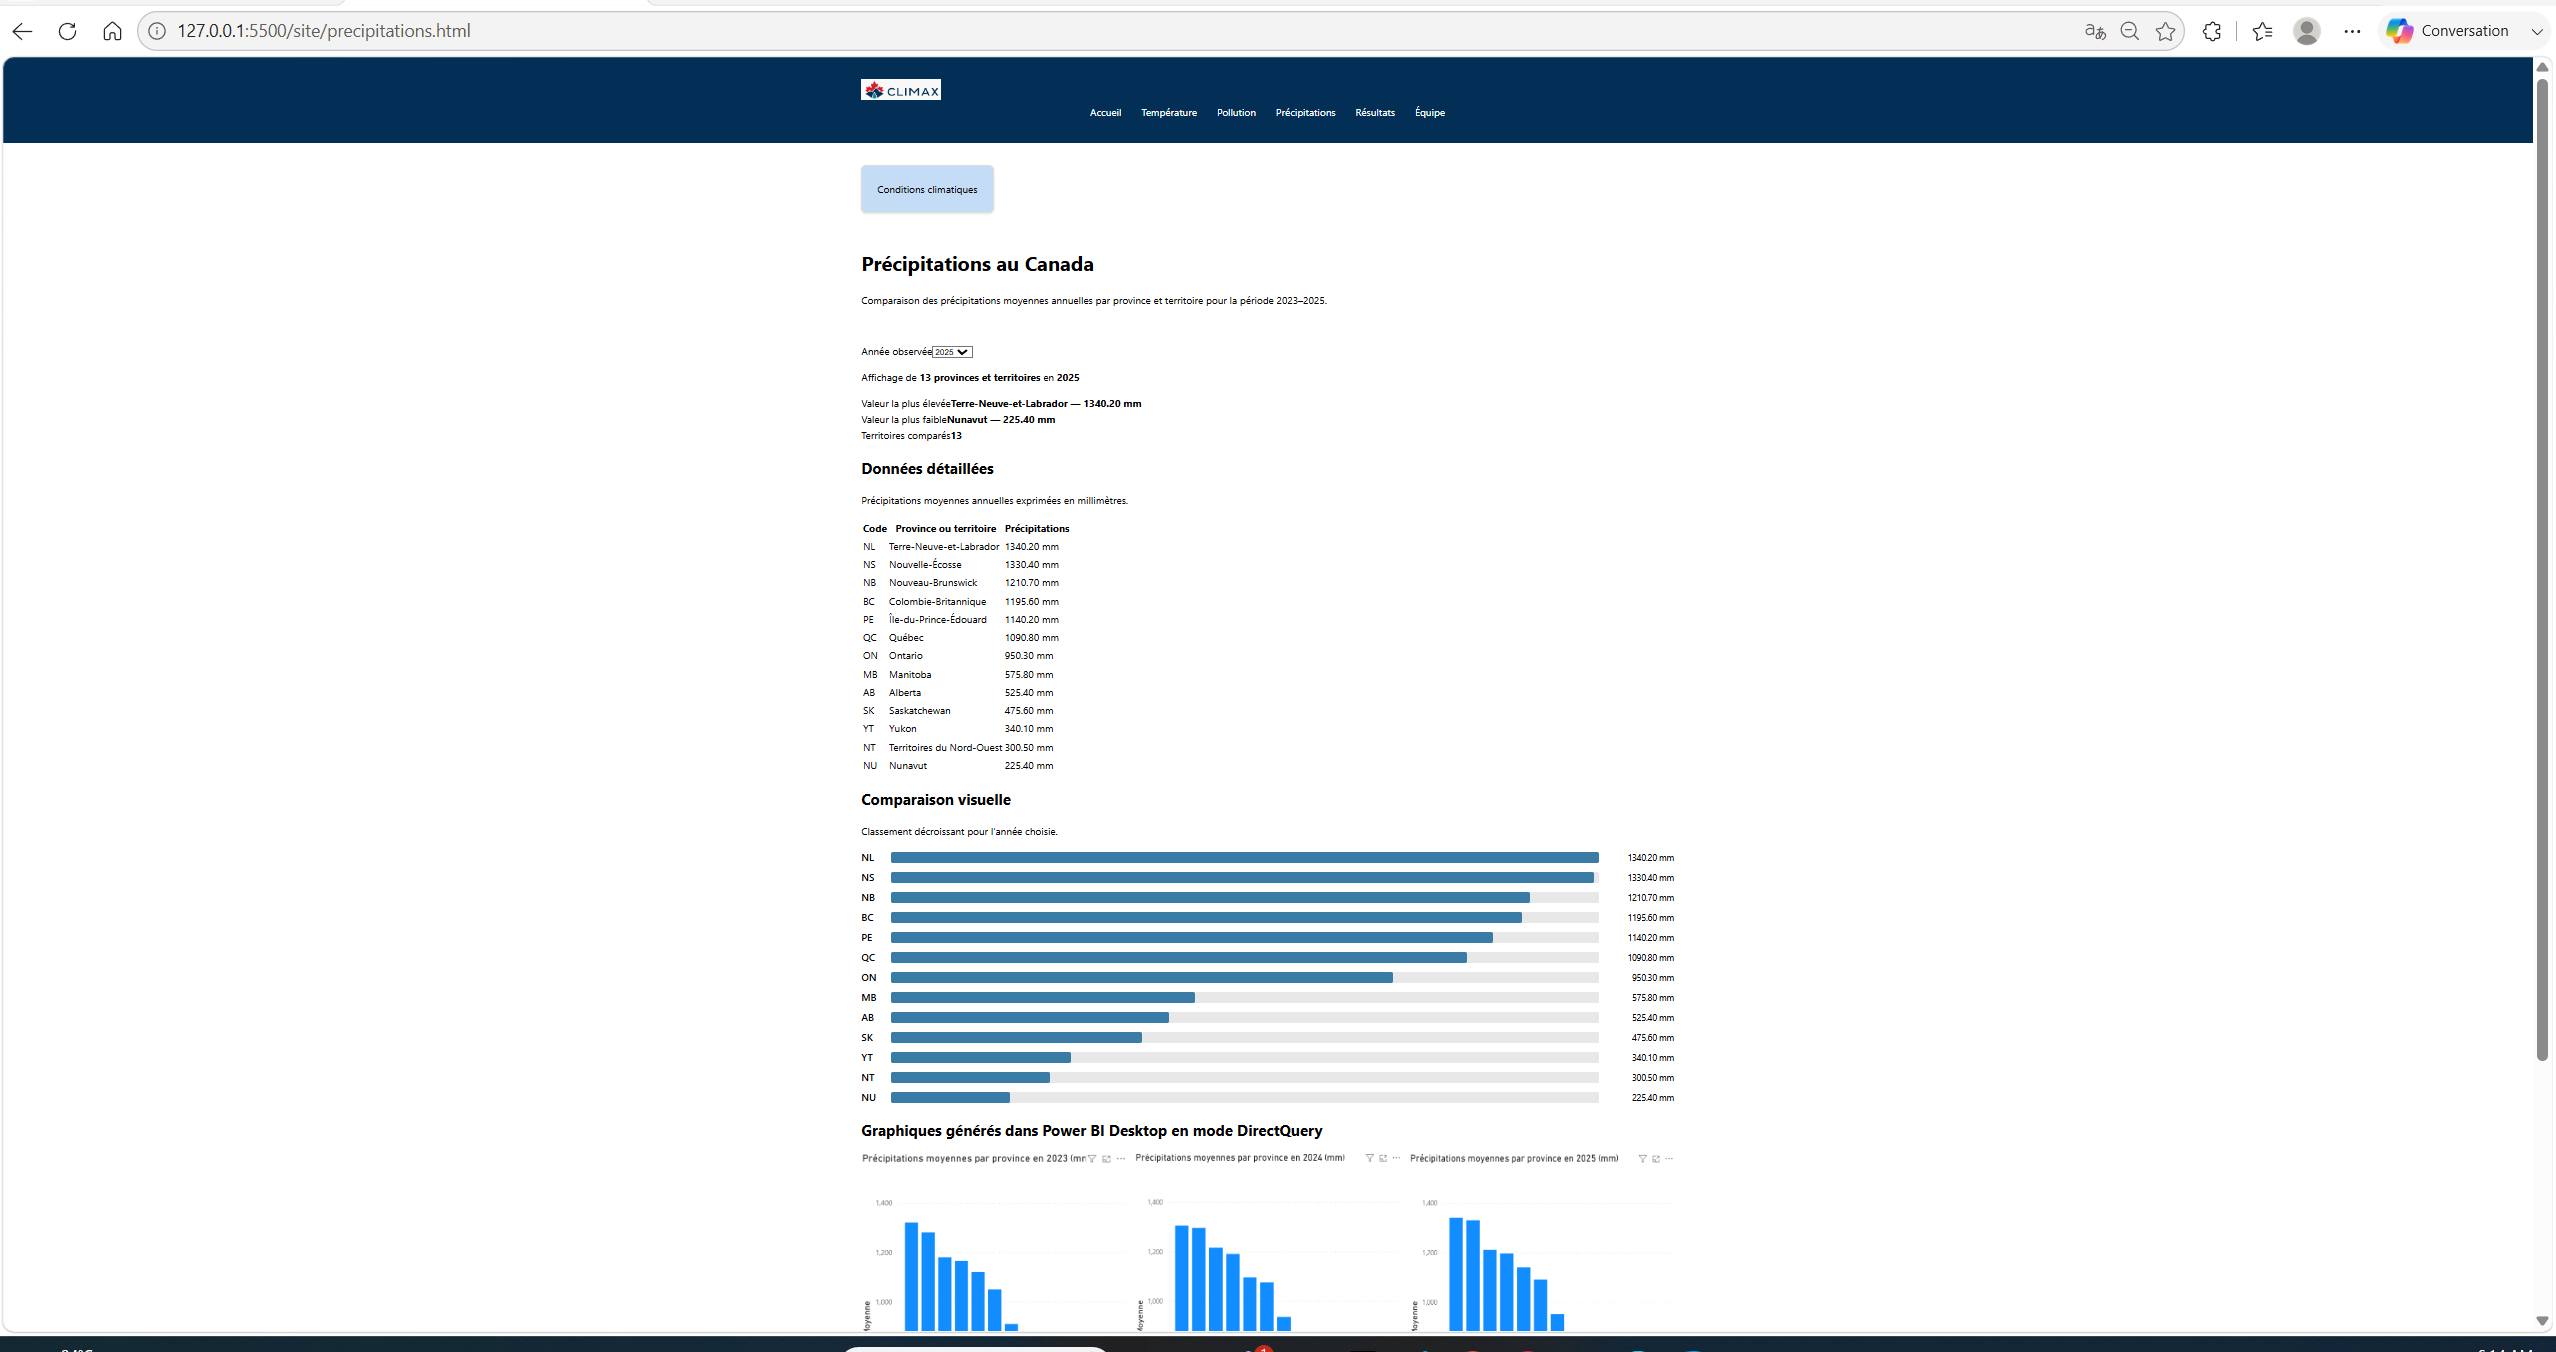 127.0.0.1:5500/site/precipitations.html
Conversation
CLIMAX
Accueil Température Pollution Précipitations Résultats Équipe
Conditions climatiques
Précipitations au Canada
Comparaison des précipitations moyennes annuelles par province et territoire pour la période 2023–2025.
Année observée 2025
Affichage de 13 provinces et territoires en 2025
Valeur la plus élevéeTerre-Neuve-et-Labrador — 1340.20 mm
Valeur la plus faibleNunavut — 225.40 mm
Territoires comparés13
Données détaillées
Précipitations moyennes annuelles exprimées en millimètres.
Code Province ou territoire Précipitations
NL Terre-Neuve-et-Labrador 1340.20 mm
NS Nouvelle-Écosse 1330.40 mm
NB Nouveau-Brunswick 1210.70 mm
BC Colombie-Britannique 1195.60 mm
PE Île-du-Prince-Édouard 1140.20 mm
QC Québec 1090.80 mm
ON Ontario 950.30 mm
MB Manitoba 575.80 mm
AB Alberta 525.40 mm
SK Saskatchewan 475.60 mm
YT Yukon 340.10 mm
NT Territoires du Nord-Ouest 300.50 mm
NU Nunavut 225.40 mm
Comparaison visuelle
Classement décroissant pour l'année choisie.
NL 1340.20 mm
NS 1330.40 mm
NB 1210.70 mm
BC 1195.60 mm
PE 1140.20 mm
QC 1090.80 mm
ON 950.30 mm
MB 575.80 mm
AB 525.40 mm
SK 475.60 mm
YT 340.10 mm
NT 300.50 mm
NU 225.40 mm
Graphiques générés dans Power BI Desktop en mode DirectQuery
Précipitations moyennes par province en 2023 (mm Précipitations moyennes par province en 2024 (mm) Précipitations moyennes par province en 2025 (mm)
1,400 1,400 1,400
1,200 1,200 1,200
1,000 1,000 1,000
Moyenne Moyenne Moyenne